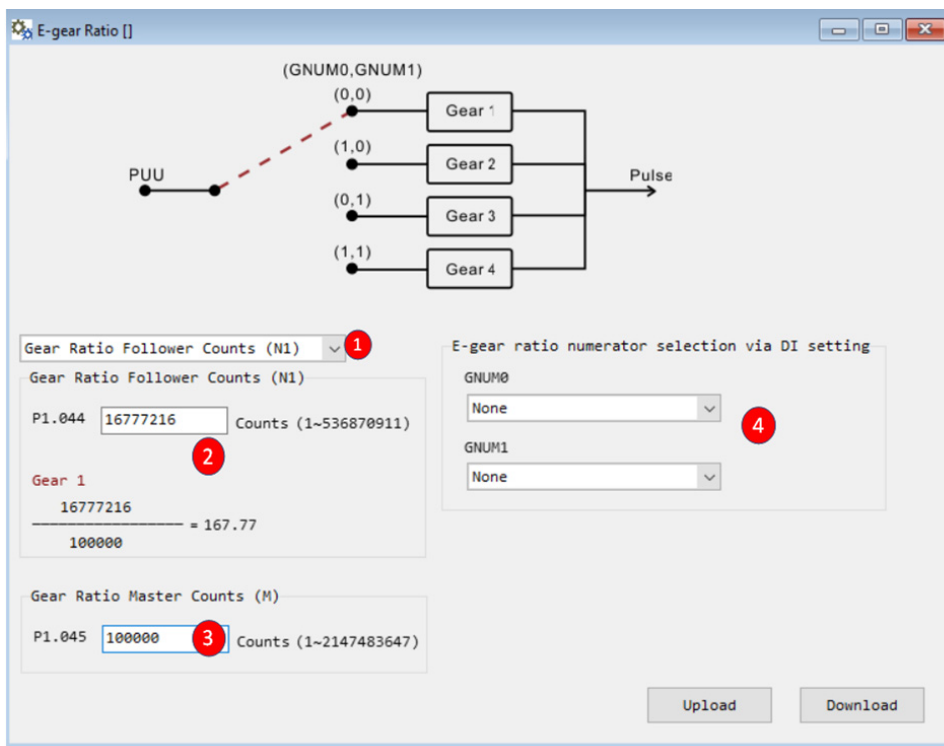 E-gear Ratio []
(GNUM0,GNUM1)
(0,0)
Gear 1
(1,0)
Gear 2
PUU
Pulse
(0,1)
Gear 3
(1,1)
Gear 4
Gear Ratio Follower Counts (N1)
1
Gear Ratio Follower Counts (N1)
P1.044 16777216 Counts (1~536870911)
2
Gear 1
16777216
= 167.77
100000
Gear Ratio Master Counts (M)
P1.045 100000 3 Counts (1~2147483647)
E-gear ratio numerator selection via DI setting
GNUM0
None
4
GNUM1
None
Upload
Download